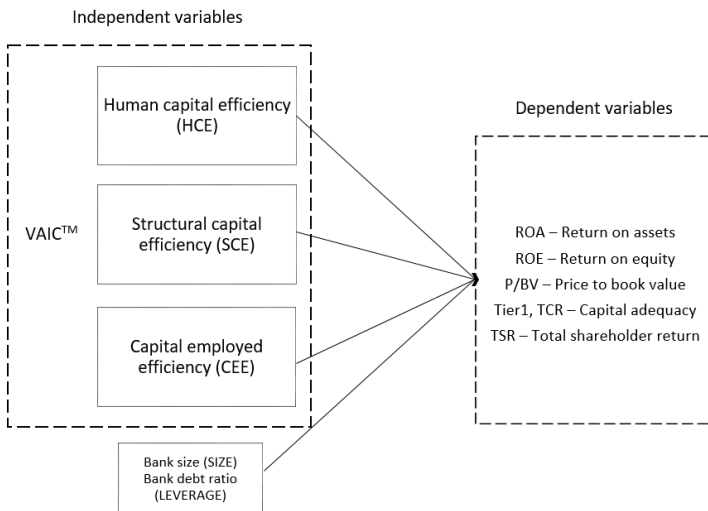 Independent variables
Human capital efficiency
(HCE)
VAIC™
Structural capital
efficiency (SCE)
Capital employed
efficiency (CEE)
Bank size (SIZE)
Bank debt ratio
(LEVERAGE)
Dependent variables
ROA – Return on assets
ROE – Return on equity
P/BV – Price to book value
Tier1, TCR – Capital adequacy
TSR – Total shareholder return